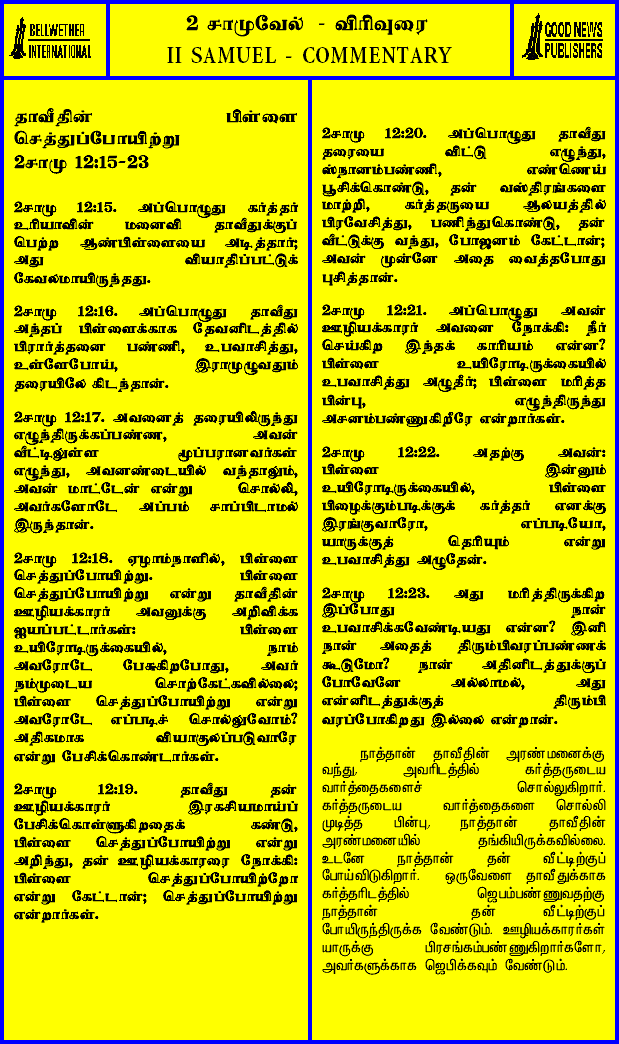 BELLWETHER
INTERNATIONAL
2 சாமுவேல் - விரிவுரை
II SAMUEL - COMMENTARY
GOOD NEWS
PUBLISHERS
தாவீதின் பிள்ளை
செத்துப்போயிற்று
2சாமு 12:15-23
2சாமு 12:15. அப்பொழுது கர்த்தர்
உரியாவின் மனைவி தாவீதுக்குப்
பெற்ற ஆண்பிள்ளையை அடித்தார்;
அது வியாதிப்பட்டுக்
கேவலமாயிருந்தது.
2சாமு 12:16. அப்பொழுது தாவீது
அந்தப் பிள்ளைக்காக தேவனிடத்தில்
பிரார்த்தனை பண்ணி, உபவாசித்து,
உள்ளேபோய், இராமுழுவதும்
தரையிலே கிடந்தான்.
2சாமு 12:17. அவனைத் தரையிலிருந்து
எழுந்திருக்கப்பண்ண, அவன்
வீட்டிலுள்ள மூப்பரானவர்கள்
எழுந்து, அவனண்டையில் வந்தாலும்,
அவன் மாட்டேன் என்று சொல்லி,
அவர்களோடே அப்பம் சாப்பிடாமல்
இருந்தான்.
2சாமு 12:18. ஏழாம்நாளில், பிள்ளை
செத்துப்போயிற்று. பிள்ளை
செத்துப்போயிற்று என்று தாவீதின்
ஊழியக்காரர் அவனுக்கு அறிவிக்க
ஐயப்பட்டார்கள்: பிள்ளை
உயிரோடிருக்கையில், நாம்
அவரோடே பேசுகிறபோது, அவர்
நம்முடைய சொற்கேட்கவில்லை;
பிள்ளை செத்துப்போயிற்று என்று
அவரோடே எப்படிச் சொல்லுவோம்?
அதிகமாக வியாகுலப்படுவாரே
என்று பேசிக்கொண்டார்கள்.
2சாமு 12:19. தாவீது தன்
ஊழியக்காரர் இரகசியமாய்ப்
பேசிக்கொள்ளுகிறதைக் கண்டு,
பிள்ளை செத்துப்போயிற்று என்று
அறிந்து, தன் ஊழியக்காரரை நோக்கி:
பிள்ளை செத்துப்போயிற்றோ
என்று கேட்டான்; செத்துப்போயிற்று
என்றார்கள்.
2சாமு 12:20. அப்பொழுது தாவீது
தரையை விட்டு எழுந்து,
ஸ்நானம்பண்ணி, எண்ணெய்
பூசிக்கொண்டு, தன் வஸ்திரங்களை
மாற்றி, கர்த்தருடைய ஆலயத்தில்
பிரவேசித்து, பணிந்துகொண்டு, தன்
வீட்டுக்கு வந்து, போஜனம் கேட்டான்;
அவன் முன்னே அதை வைத்தபோது
புசித்தான்.
2சாமு 12:21. அப்பொழுது அவன்
ஊழியக்காரர் அவனை நோக்கி: நீர்
செய்கிற இந்தக் காரியம் என்ன?
பிள்ளை உயிரோடிருக்கையில்
உபவாசித்து அழுதீர்; பிள்ளை மரித்த
பின்பு, எழுந்திருந்து
அசனம்பண்ணுகிறீரே என்றார்கள்.
2சாமு 12:22. அதற்கு அவன்:
பிள்ளை இன்னும்
உயிரோடிருக்கையில், பிள்ளை
பிழைக்கும்படிக்குக் கர்த்தர் எனக்கு
இரங்குவாரோ, எப்படியோ,
யாருக்குத் தெரியும் என்று
உபவாசித்து அழுதேன்.
2சாமு 12:23. அது மரித்திருக்கிற
இப்போது நான்
உபவாசிக்கவேண்டியது என்ன? இனி
நான் அதைத் திரும்பிவரப்பண்ணக்
கூடுமோ? நான் அதினிடத்துக்குப்
போவேனே அல்லாமல், அது
என்னிடத்துக்குத் திரும்பி
வரப்போகிறது இல்லை என்றான்.
நாத்தான் தாவீதின் அரண்மனைக்கு
வந்து, அவரிடத்தில் கர்த்தருடைய
வார்த்தைகளைச் சொல்லுகிறார்.
கர்த்தருடைய வார்த்தைகளை சொல்லி
முடித்த பின்பு, நாத்தான் தாவீதின்
அரண்மனையில் தங்கியிருக்கவில்லை.
உடனே நாத்தான் தன் வீட்டிற்குப்
போய்விடுகிறார். ஒருவேளை தாவீதுக்காக
கர்த்தரிடத்தில் ஜெபம்பண்ணுவதற்கு
நாத்தான் தன் வீட்டிற்குப்
போயிருந்திருக்க வேண்டும். ஊழியக்காரர்கள்
யாருக்கு பிரசங்கம்பண்ணுகிறார்களோ,
அவர்களுக்காக ஜெபிக்கவும் வேண்டும்.